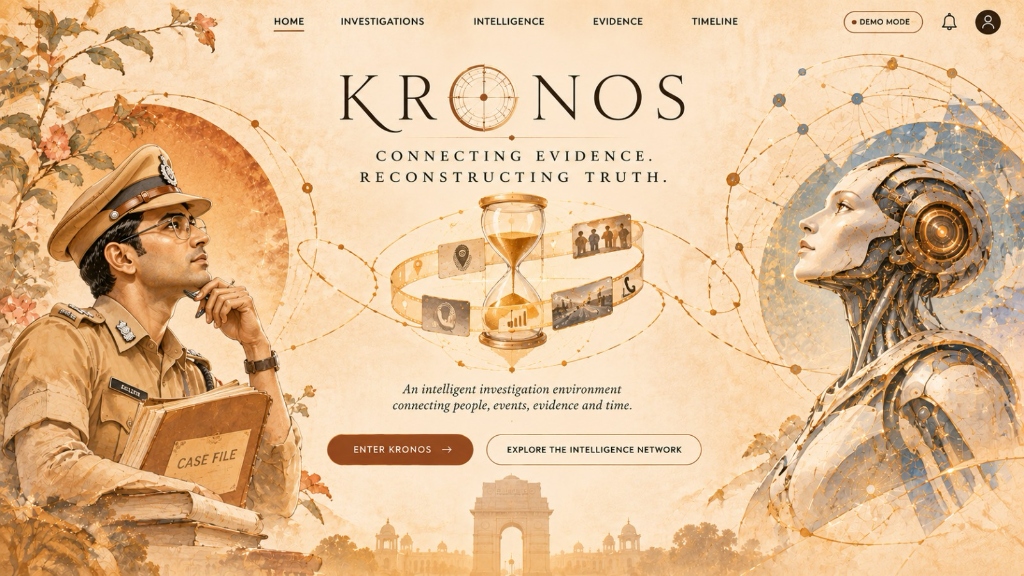 HOME
INVESTIGATIONS
INTELLIGENCE
EVIDENCE
TIMELINE
DEMO MODE
KRONOS
CONNECTING EVIDENCE.
RECONSTRUCTING TRUTH.
An intelligent investigation environment
connecting people, events, evidence and time.
ENTER KRONOS →
EXPLORE THE INTELLIGENCE NETWORK
CASE FILE